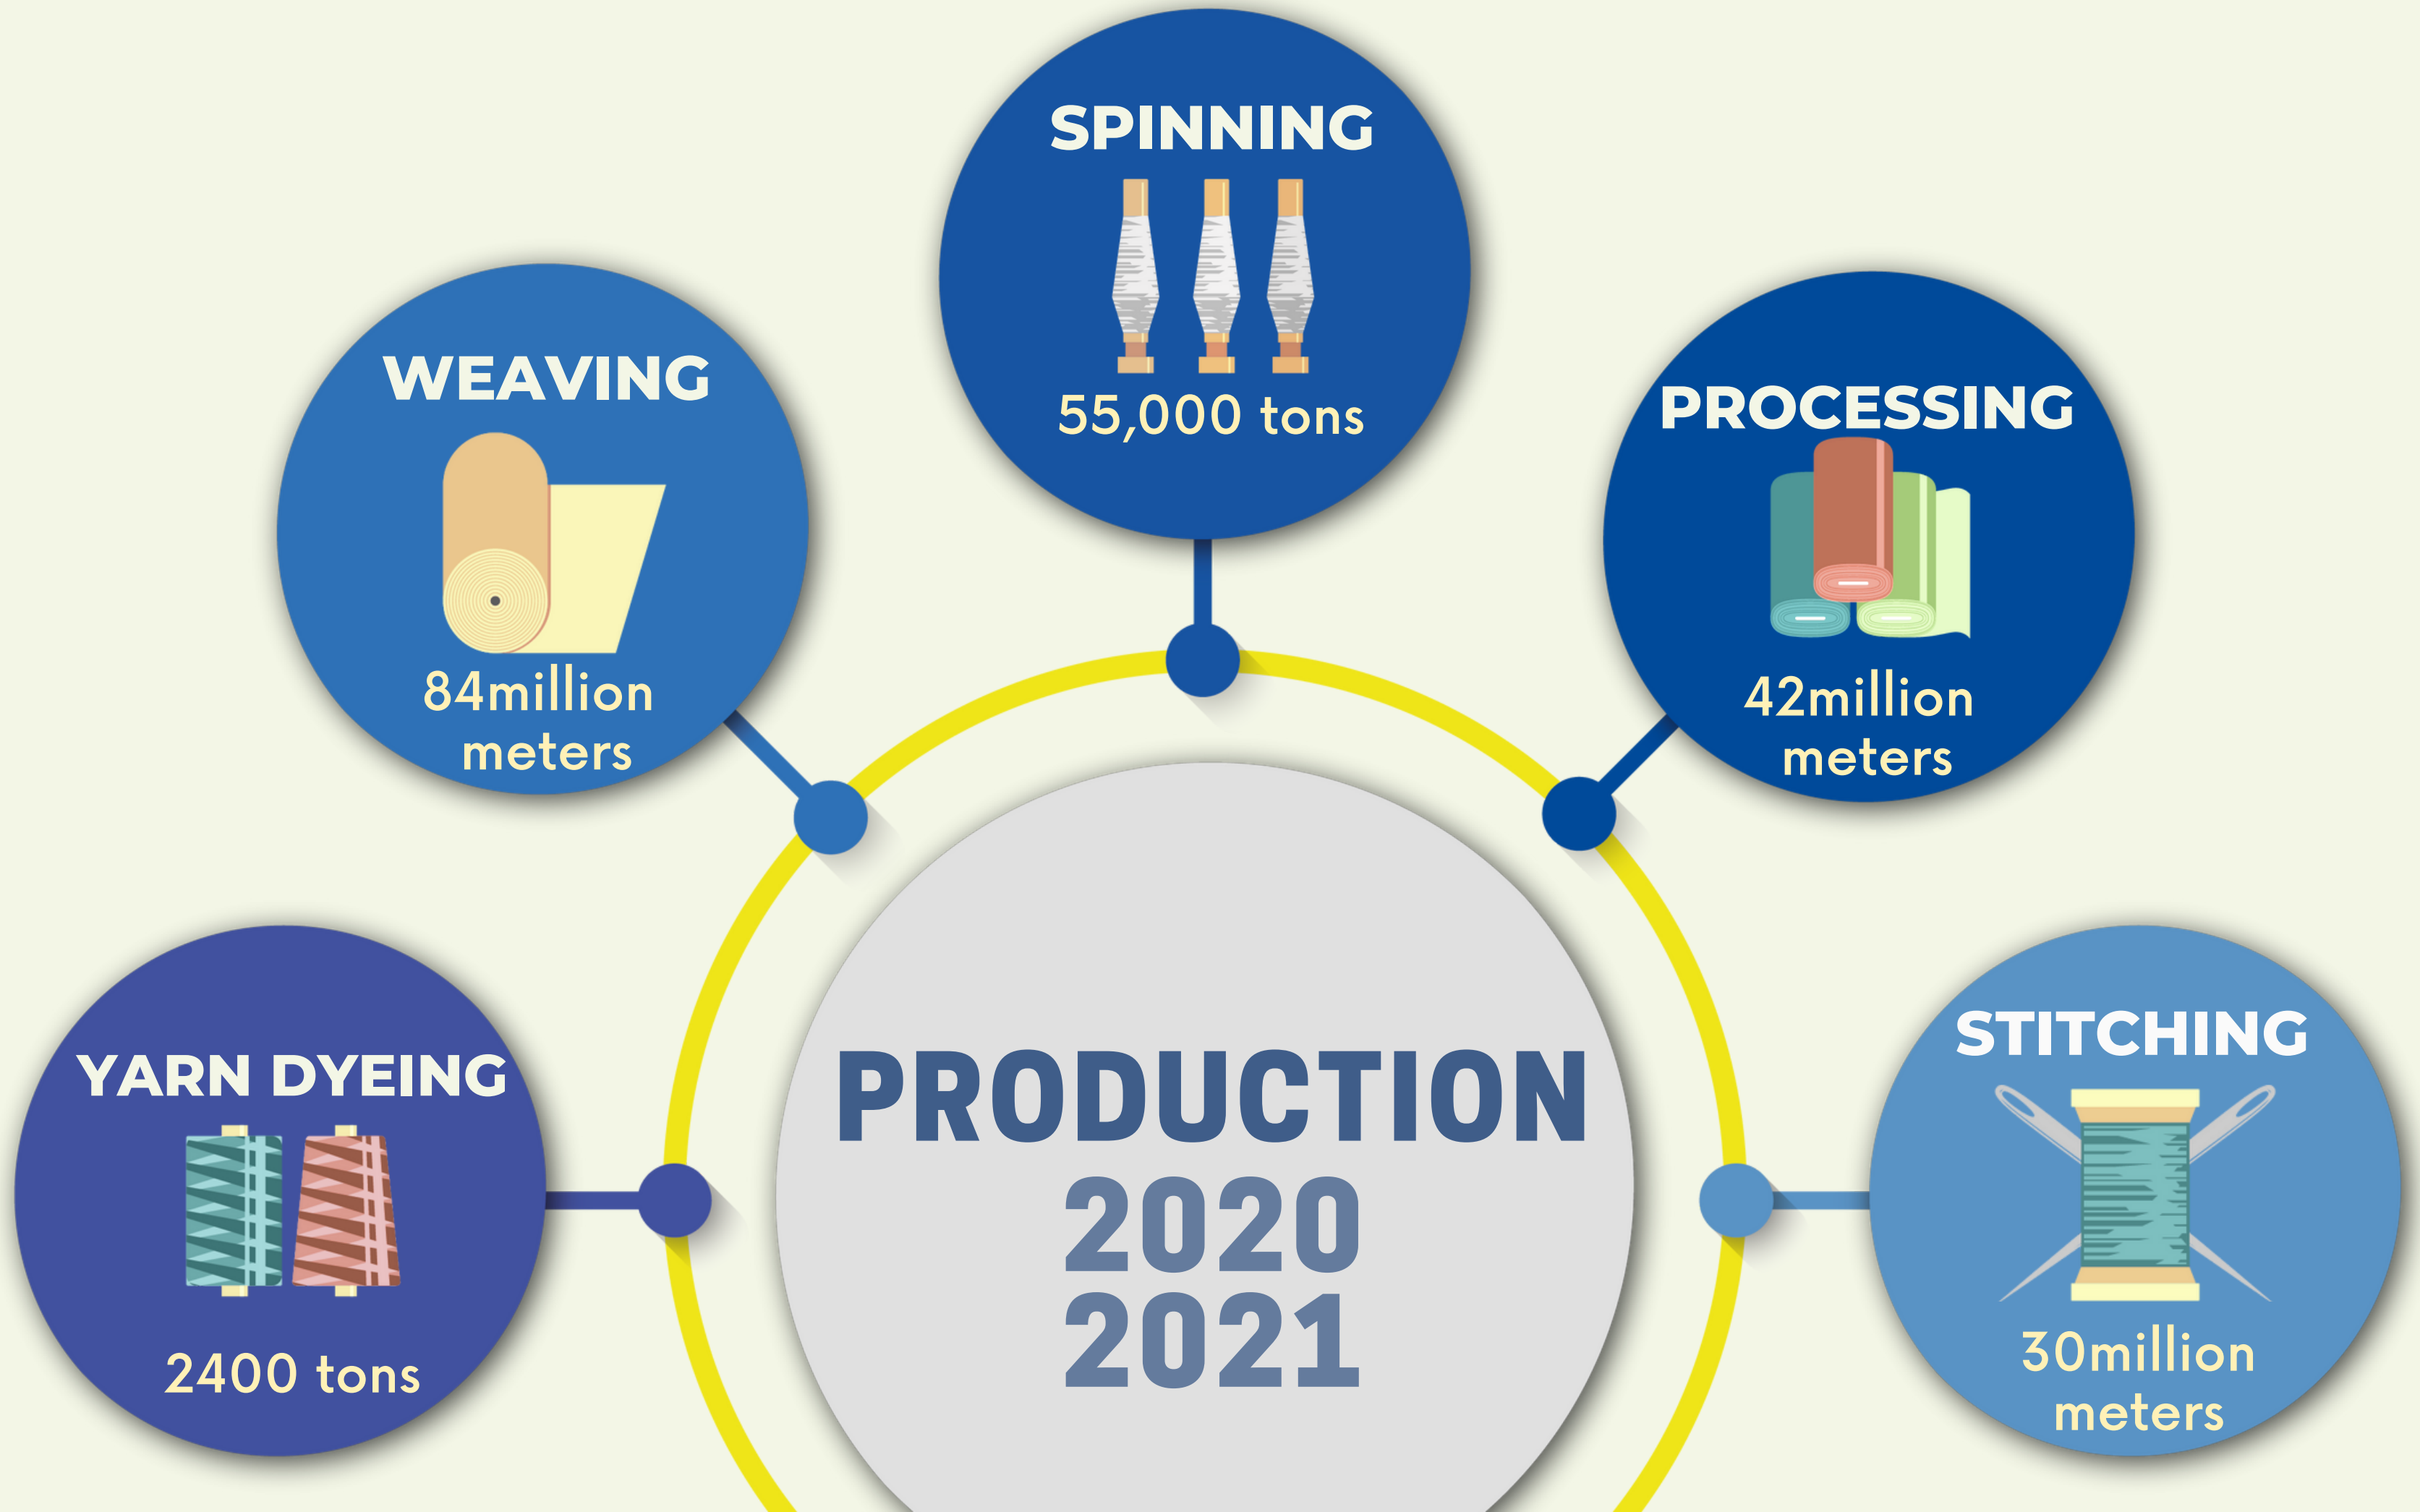 SPINNING
55,000 tons
WEAVING
84million
meters
PROCESSING
42million
meters
YARN DYEING
2400 tons
PRODUCTION
2020
2021
STITCHING
30million
meters